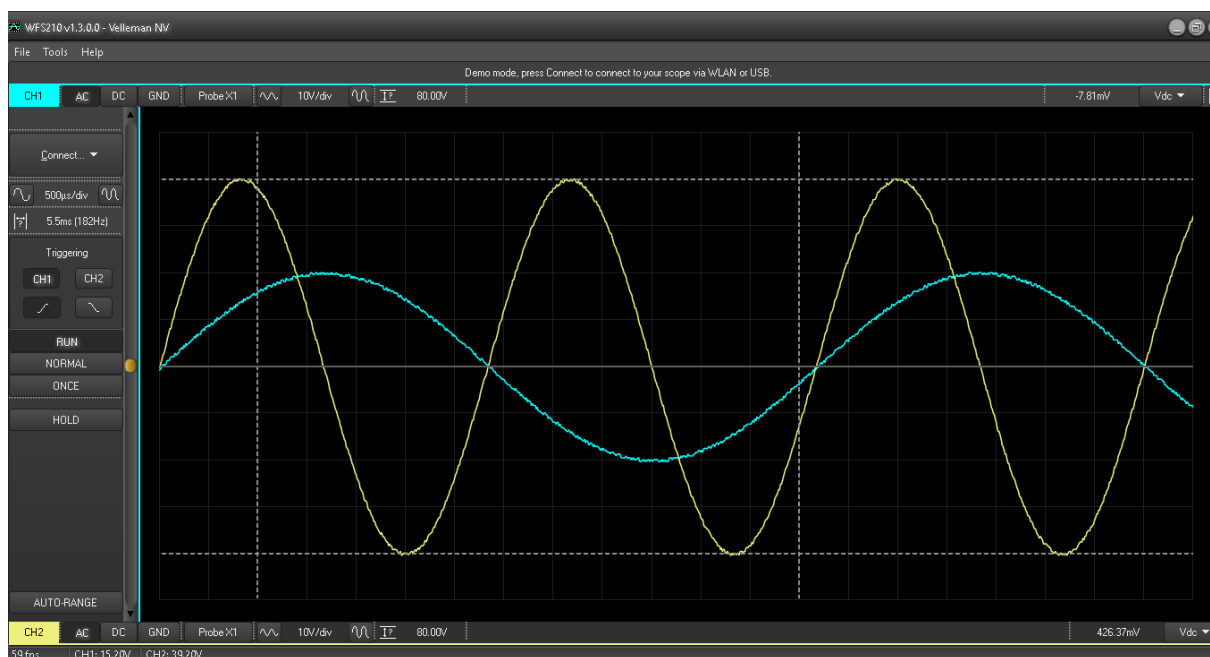 WFS210 v1.3.0.0 - Velleman NV
File Tools Help
Demo mode, press Connect to connect to your scope via WLAN or USB.
CH1 AC DC GND Probe X1 10V/div 80.00V -7.81mV Vdc
Connect...
500µs/div
5.5ms (182Hz)
Triggering
CH1 CH2
RUN
NORMAL
ONCE
HOLD
AUTO-RANGE
CH2 AC DC GND Probe X1 10V/div 80.00V 426.37mV Vdc
59 fps CH1: 15.20V CH2: 39.20V